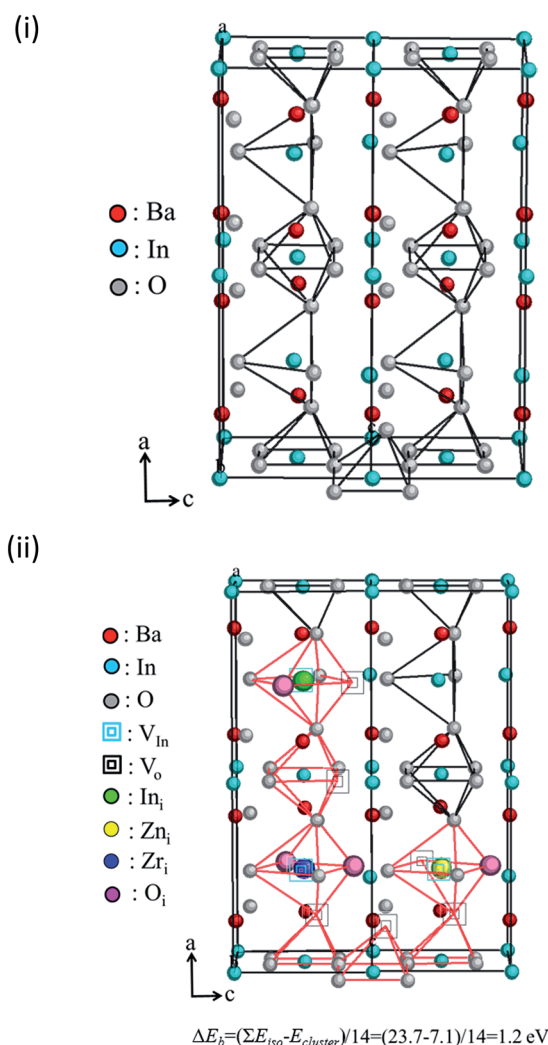 (i)
a
: Ba
: In
: O
c
b
a
c
(ii)
a
: Ba
: In
: O
: V_In
: V_o
: In_i
: Zn_i
: Zr_i
: O_i
c
b
a
c
ΔE_b=(ΣE_iso-E_cluster)/14=(23.7-7.1)/14=1.2 eV